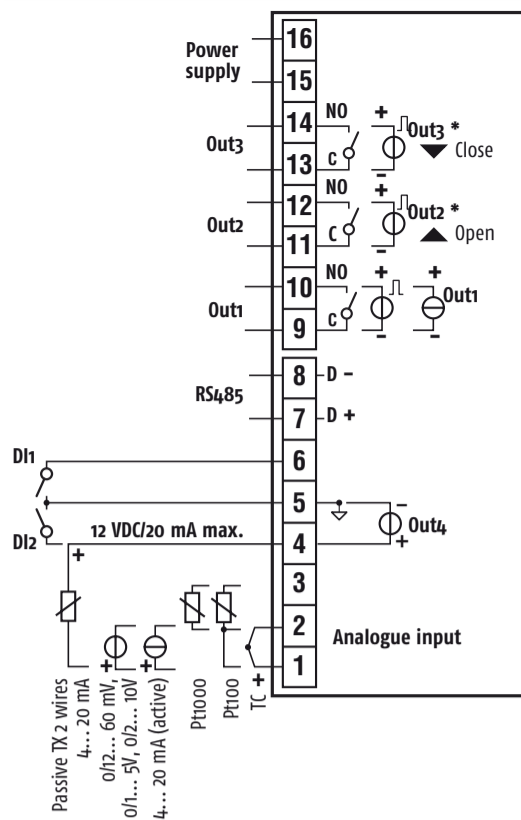 Power supply
16
15
Out3
14
NO
+
Out3 *
13
C
-
Close
Out2
12
NO
+
Out2 *
11
C
-
Open
Out1
10
NO
+
+
Out1
9
C
-
-
RS485
8
D -
7
D +
DI1
6
5
-
DI2
12 VDC/20 mA max.
4
Out4
+
+
3
2
Analogue input
1
Passive TX 2 wires
4... 20 mA
+
0/12... 60 mV,
0/1... 5V, 0/2... 10V
+
4... 20 mA (active)
Pt1000
Pt100
TC +